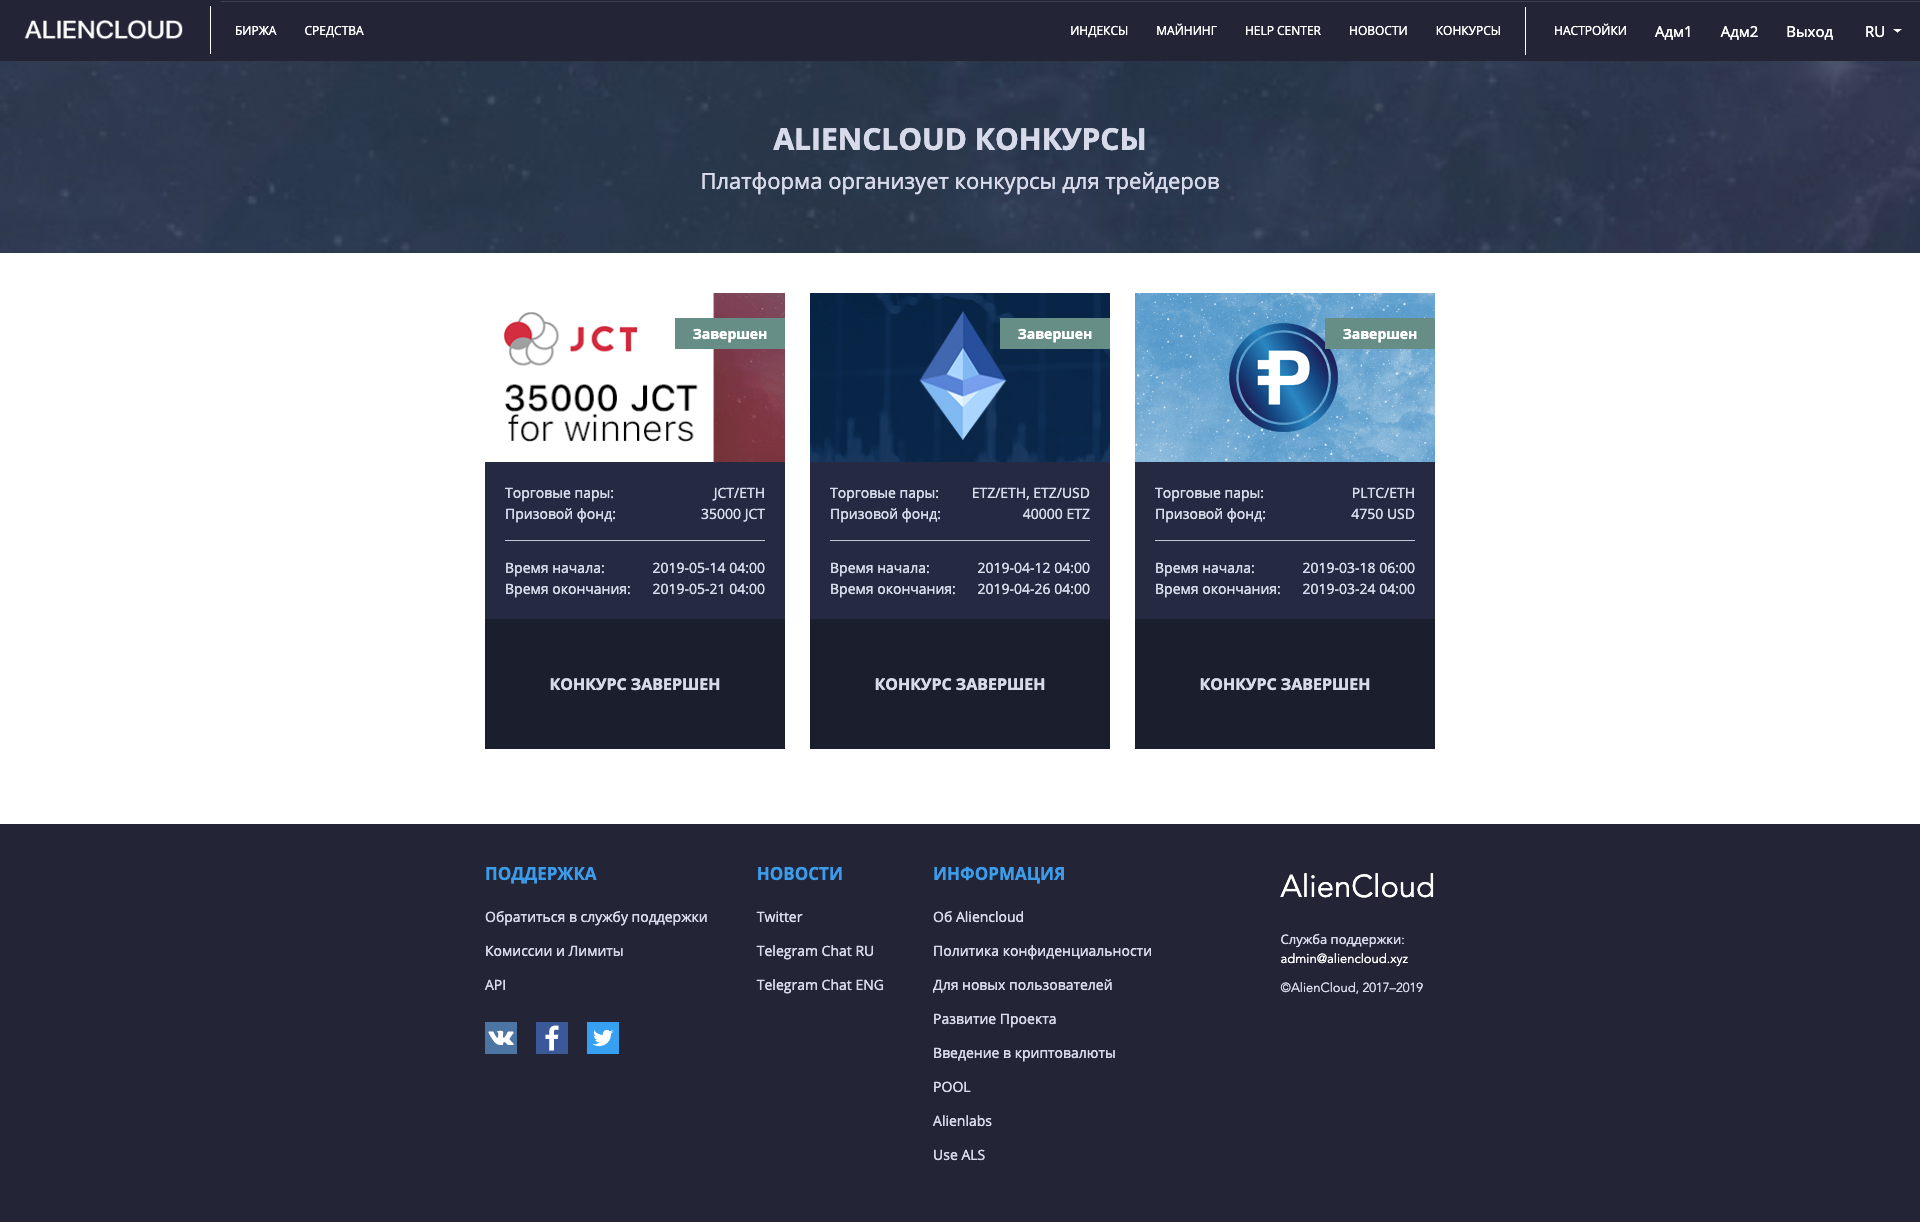 ALIENCLOUD
БИРЖА
СРЕДСТВА
ИНДЕКСЫ
МАЙНИНГ
HELP CENTER
НОВОСТИ
КОНКУРСЫ
НАСТРОЙКИ
Адм1
Адм2
Выход
RU
ALIENCLOUD КОНКУРСЫ
Платформа организует конкурсы для трейдеров
JCT
Завершен
35000 JCT
for winners
Торговые пары: JCT/ETH
Призовой фонд: 35000 JCT
Время начала: 2019-05-14 04:00
Время окончания: 2019-05-21 04:00
КОНКУРС ЗАВЕРШЕН
Завершен
Торговые пары: ETZ/ETH, ETZ/USD
Призовой фонд: 40000 ETZ
Время начала: 2019-04-12 04:00
Время окончания: 2019-04-26 04:00
КОНКУРС ЗАВЕРШЕН
Завершен
Торговые пары: PLTC/ETH
Призовой фонд: 4750 USD
Время начала: 2019-03-18 06:00
Время окончания: 2019-03-24 04:00
КОНКУРС ЗАВЕРШЕН
ПОДДЕРЖКА
Обратиться в службу поддержки
Комиссии и Лимиты
API
НОВОСТИ
Twitter
Telegram Chat RU
Telegram Chat ENG
ИНФОРМАЦИЯ
Об Aliencloud
Политика конфиденциальности
Для новых пользователей
Развитие Проекта
Введение в криптовалюты
POOL
Alienlabs
Use ALS
AlienCloud
Служба поддержки:
admin@aliencloud.xyz
©AlienCloud, 2017–2019